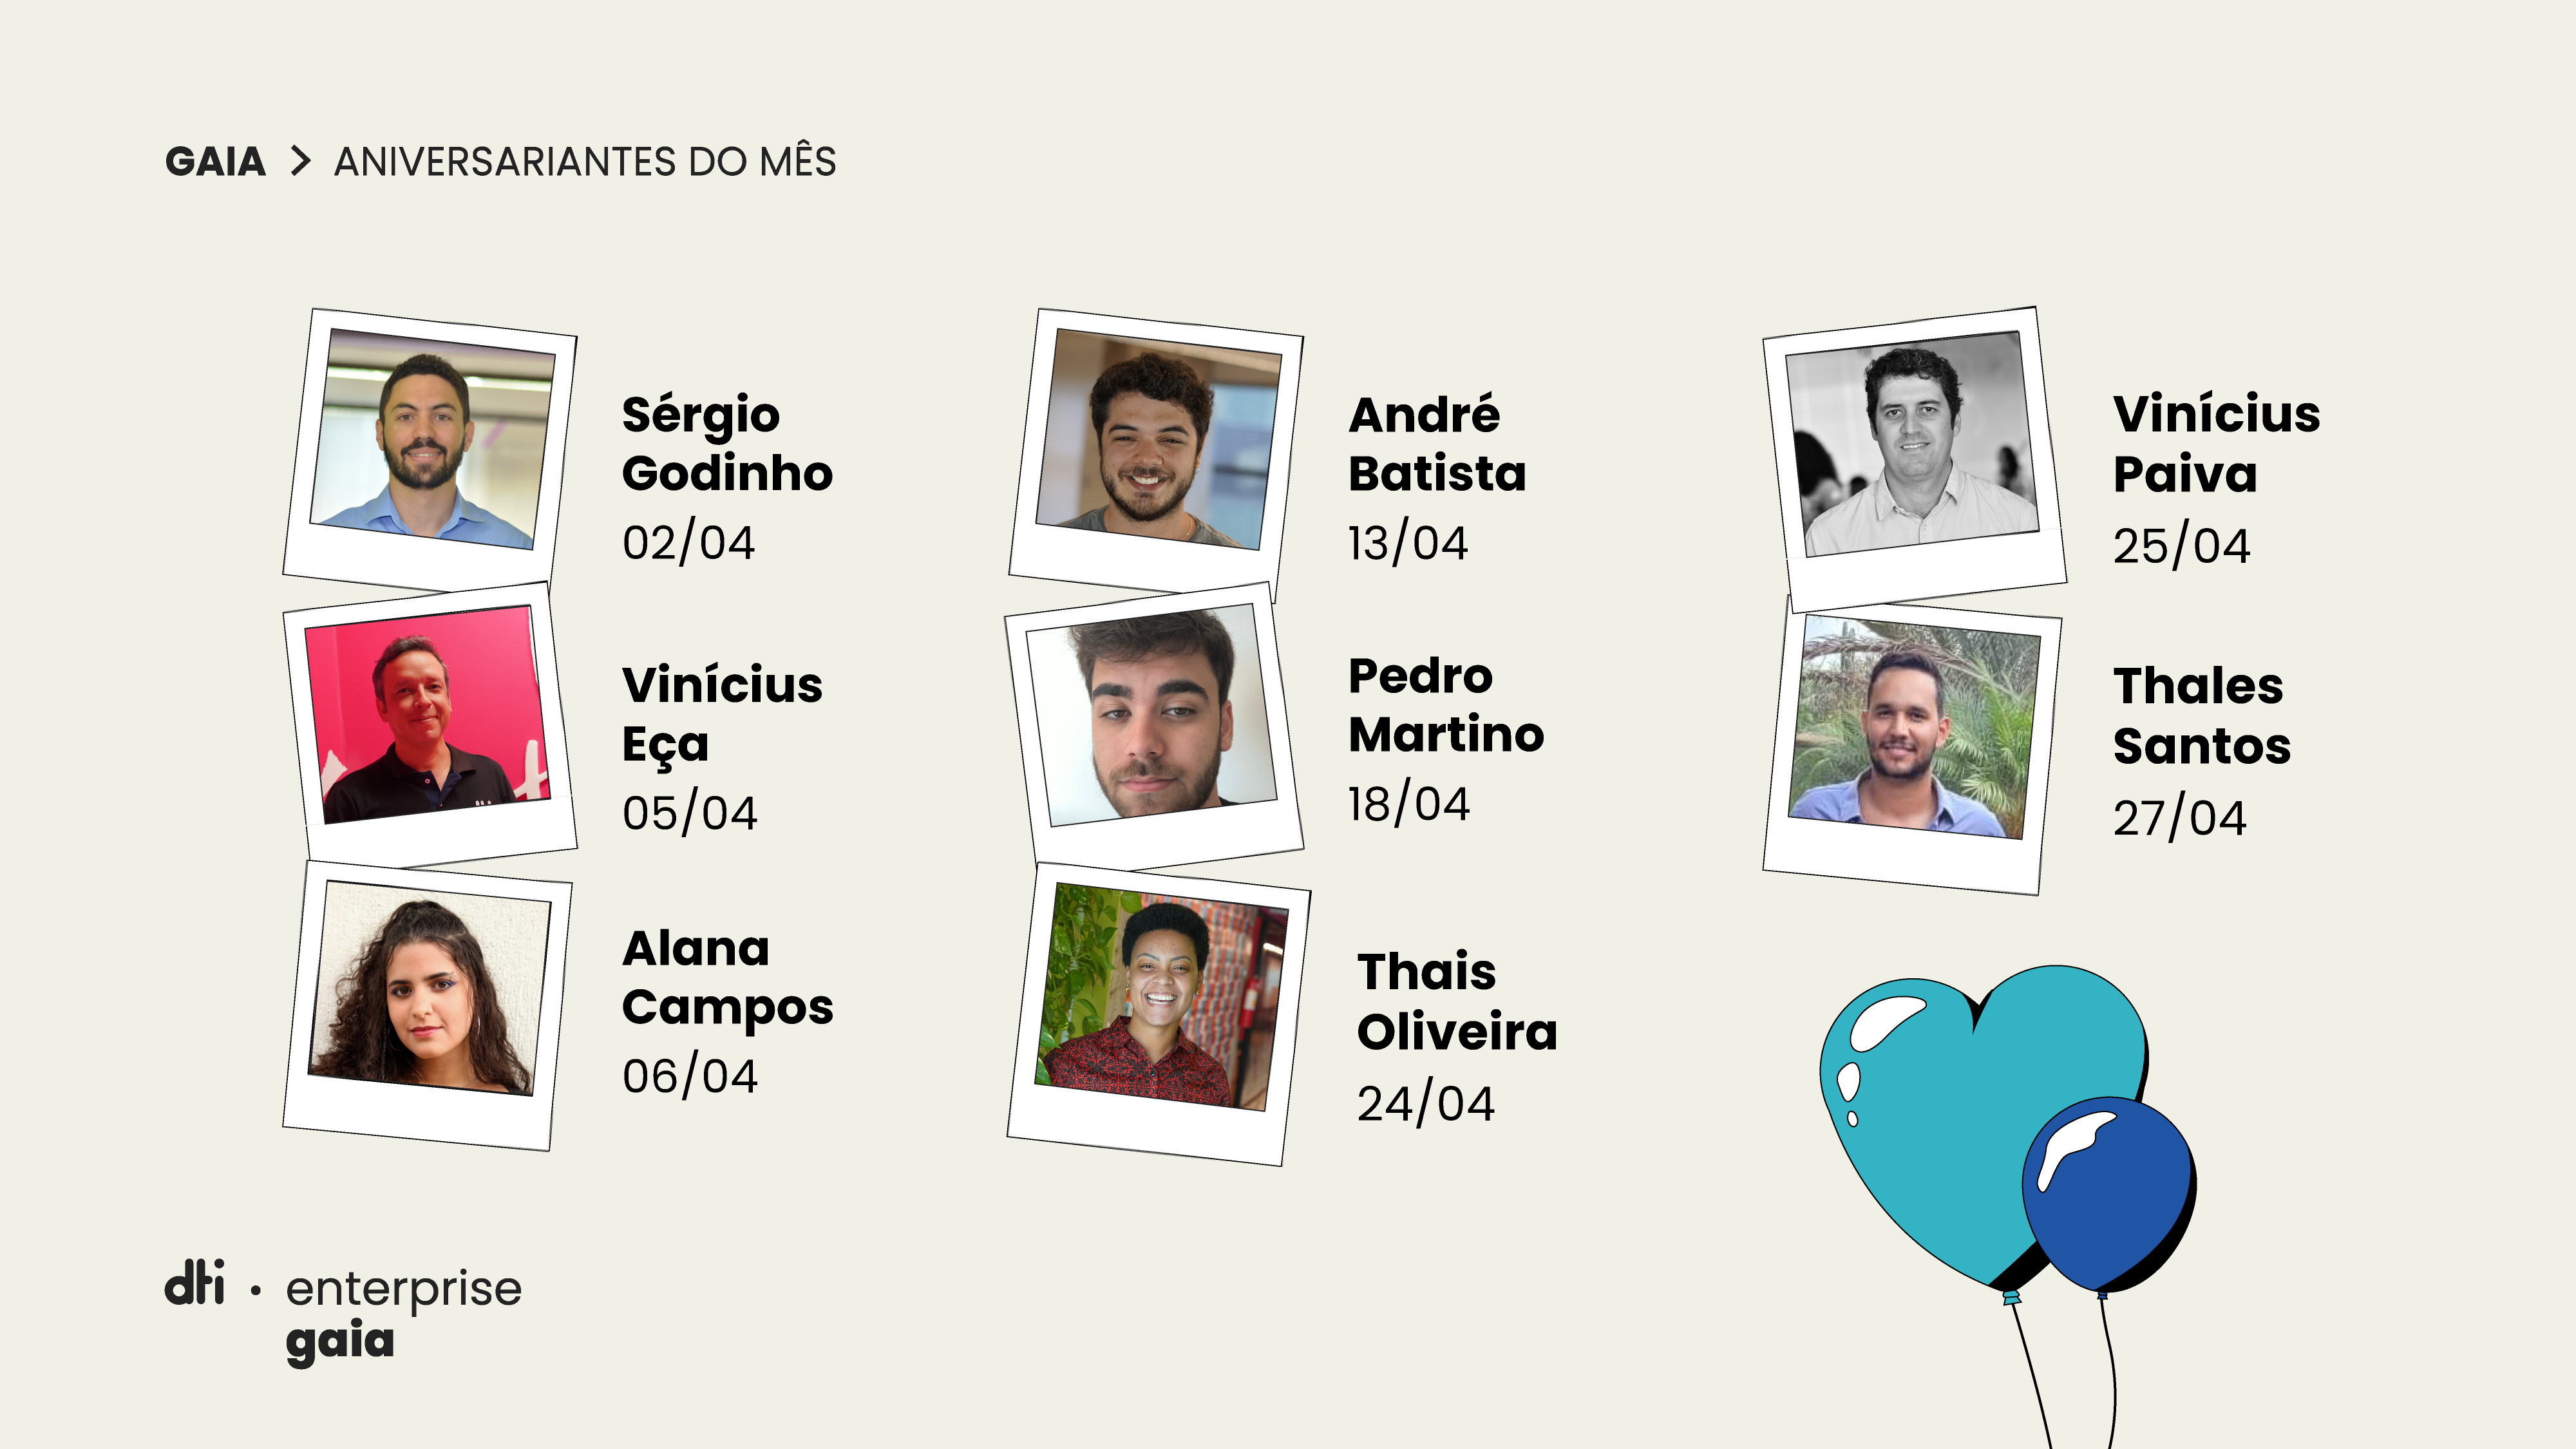 GAIA > ANIVERSARIANTES DO MÊS
Sérgio
Godinho
02/04
Vinícius
Eça
05/04
Alana
Campos
06/04
André
Batista
13/04
Pedro
Martino
18/04
Thais
Oliveira
24/04
Vinícius
Paiva
25/04
Thales
Santos
27/04
dti · enterprise
gaia